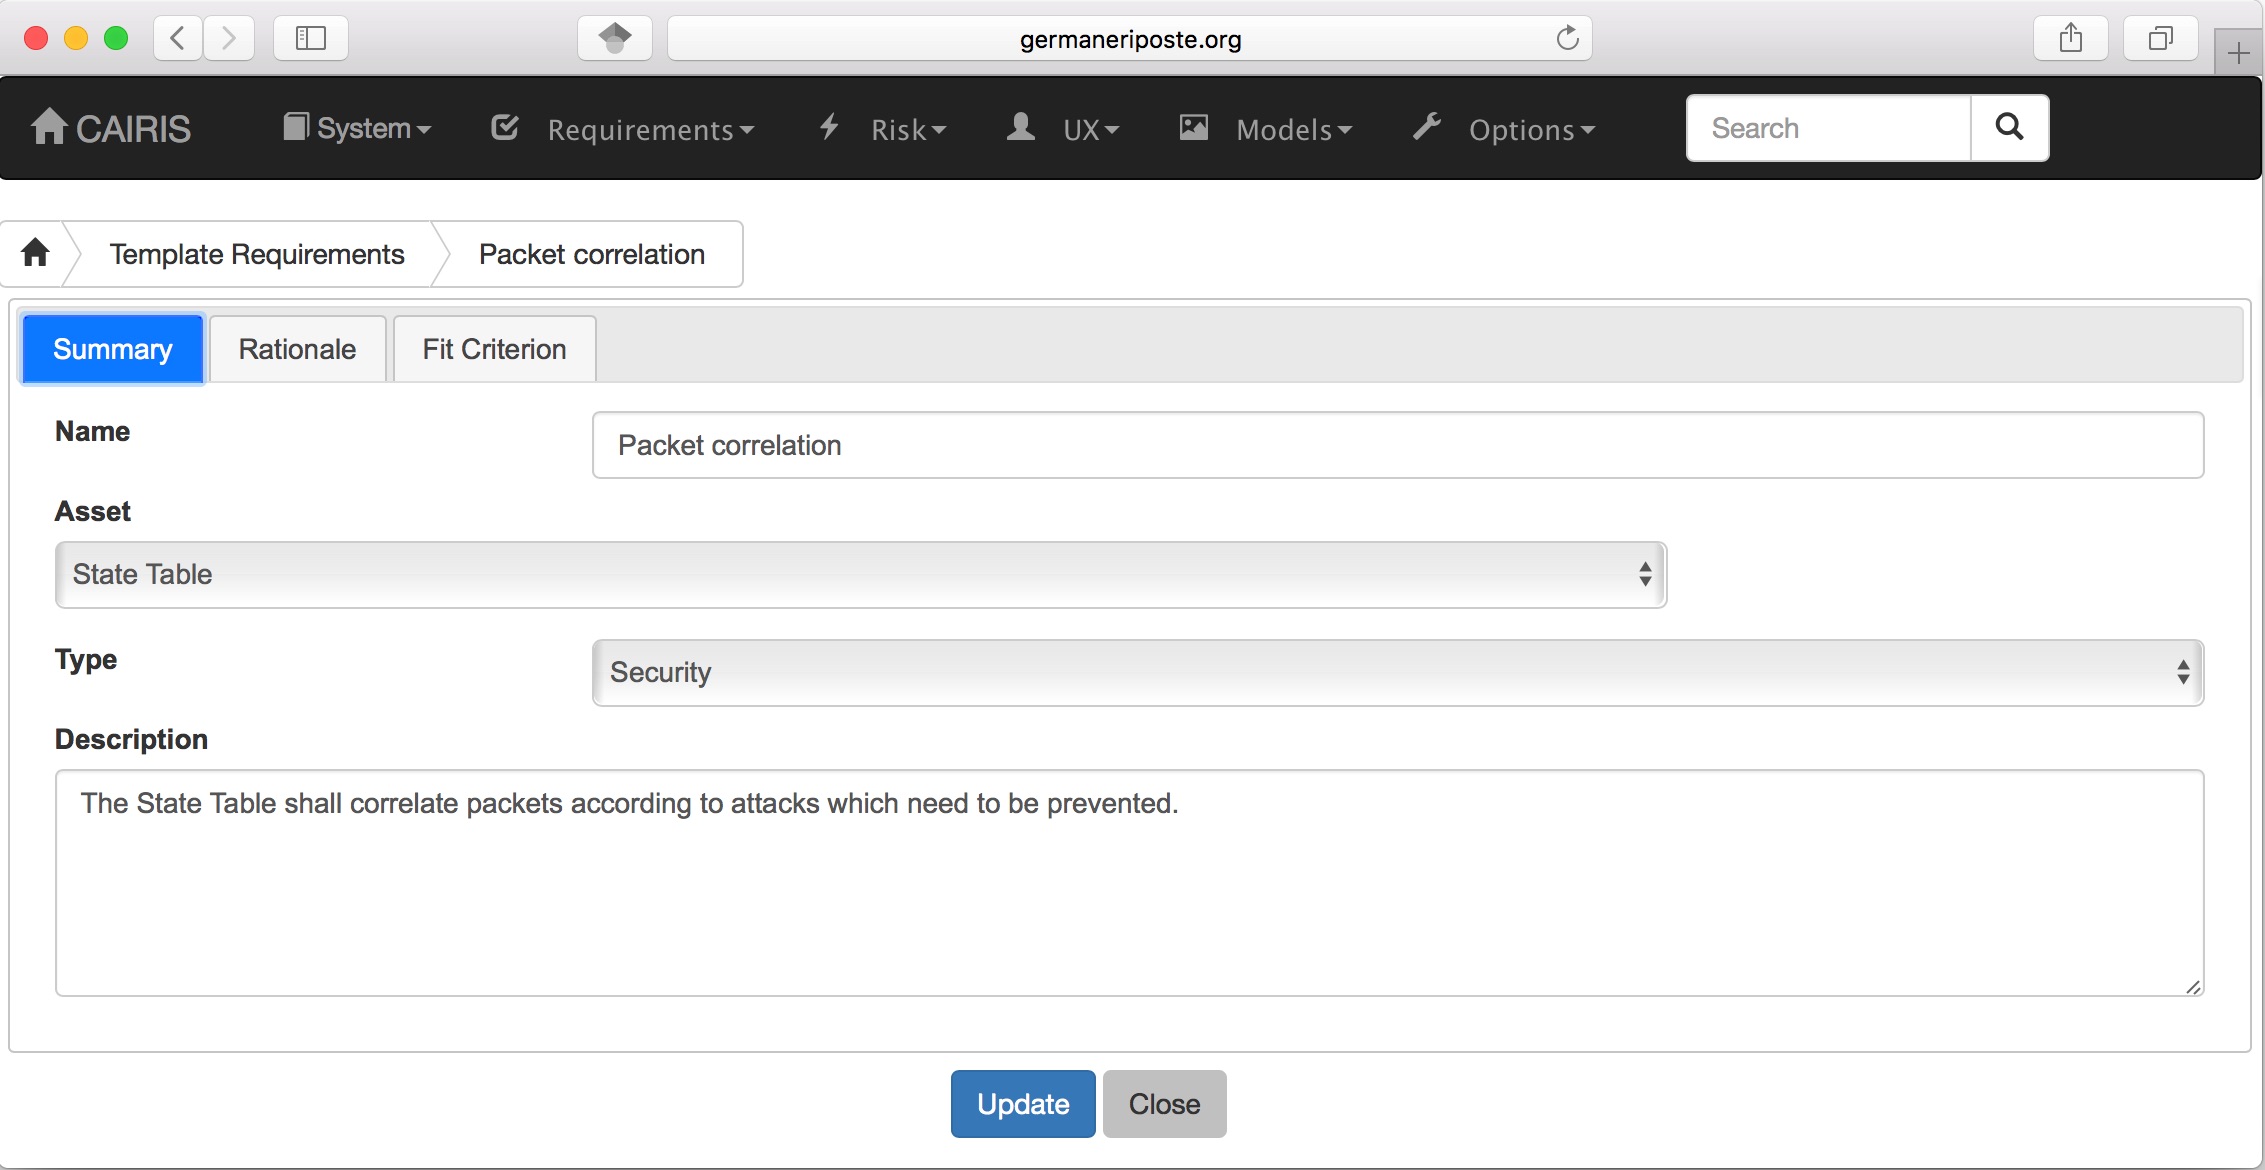 germaneriposte.org
CAIRIS System Requirements Risk UX Models Options Search
Template Requirements Packet correlation
Summary Rationale Fit Criterion
Name Packet correlation
Asset
State Table
Type Security
Description
The State Table shall correlate packets according to attacks which need to be prevented.
Update Close